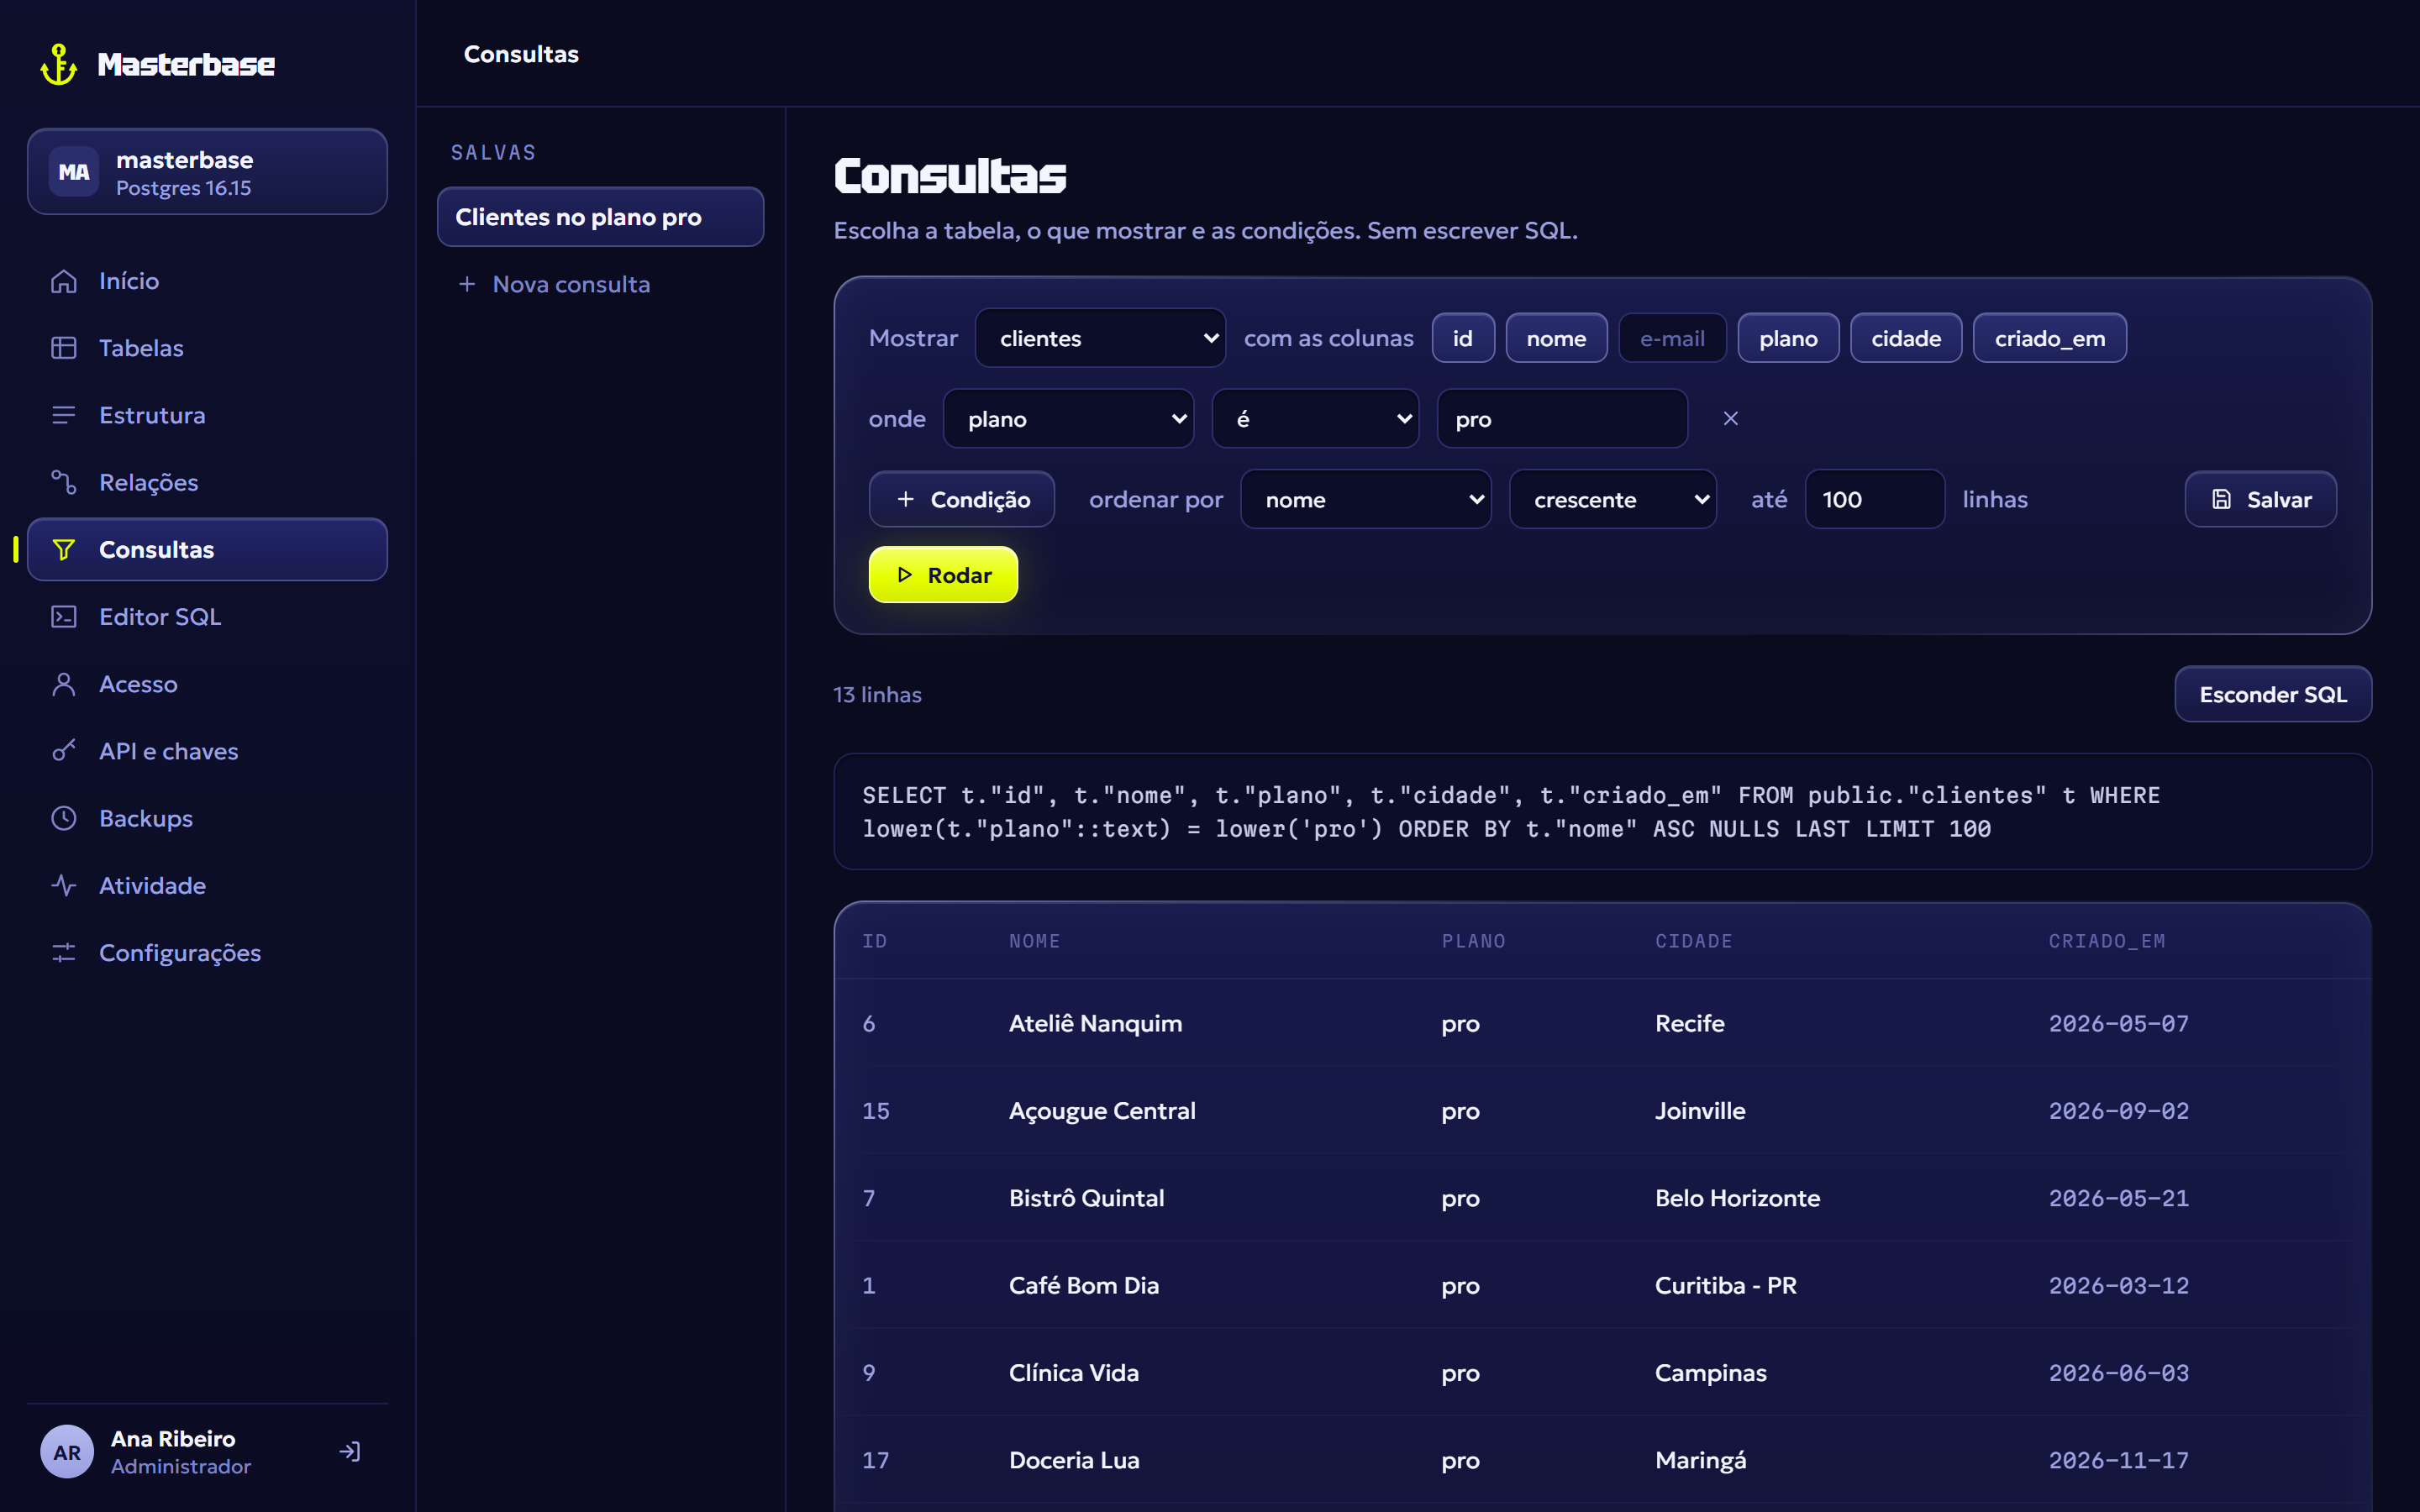 Masterbase
MA
masterbase
Postgres 16.15
Início
Tabelas
Estrutura
Relações
Consultas
Editor SQL
Acesso
API e chaves
Backups
Atividade
Configurações
AR
Ana Ribeiro
Administrador
Consultas
SALVAS
Clientes no plano pro
+ Nova consulta
Consultas
Escolha a tabela, o que mostrar e as condições. Sem escrever SQL.
Mostrar clientes com as colunas id nome e-mail plano cidade criado_em
onde plano é pro ×
+ Condição ordenar por nome crescente até 100 linhas Salvar
Rodar
13 linhas Esconder SQL
SELECT t."id", t."nome", t."plano", t."cidade", t."criado_em" FROM public."clientes" t WHERE
lower(t."plano"::text) = lower('pro') ORDER BY t."nome" ASC NULLS LAST LIMIT 100
ID NOME PLANO CIDADE CRIADO_EM
6 Ateliê Nanquim pro Recife 2026-05-07
15 Açougue Central pro Joinville 2026-09-02
7 Bistrô Quintal pro Belo Horizonte 2026-05-21
1 Café Bom Dia pro Curitiba - PR 2026-03-12
9 Clínica Vida pro Campinas 2026-06-03
17 Doceria Lua pro Maringá 2026-11-17